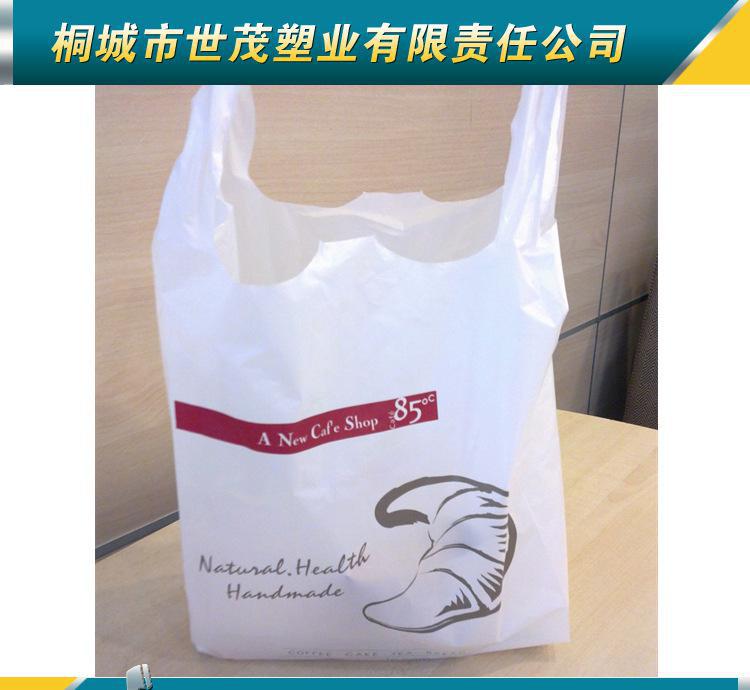 桐城市世茂塑业有限责任公司
A New Caf'e Shop Café 85°C
Natural.Health
Handmade
COFFEE CAKE TEA BREAD